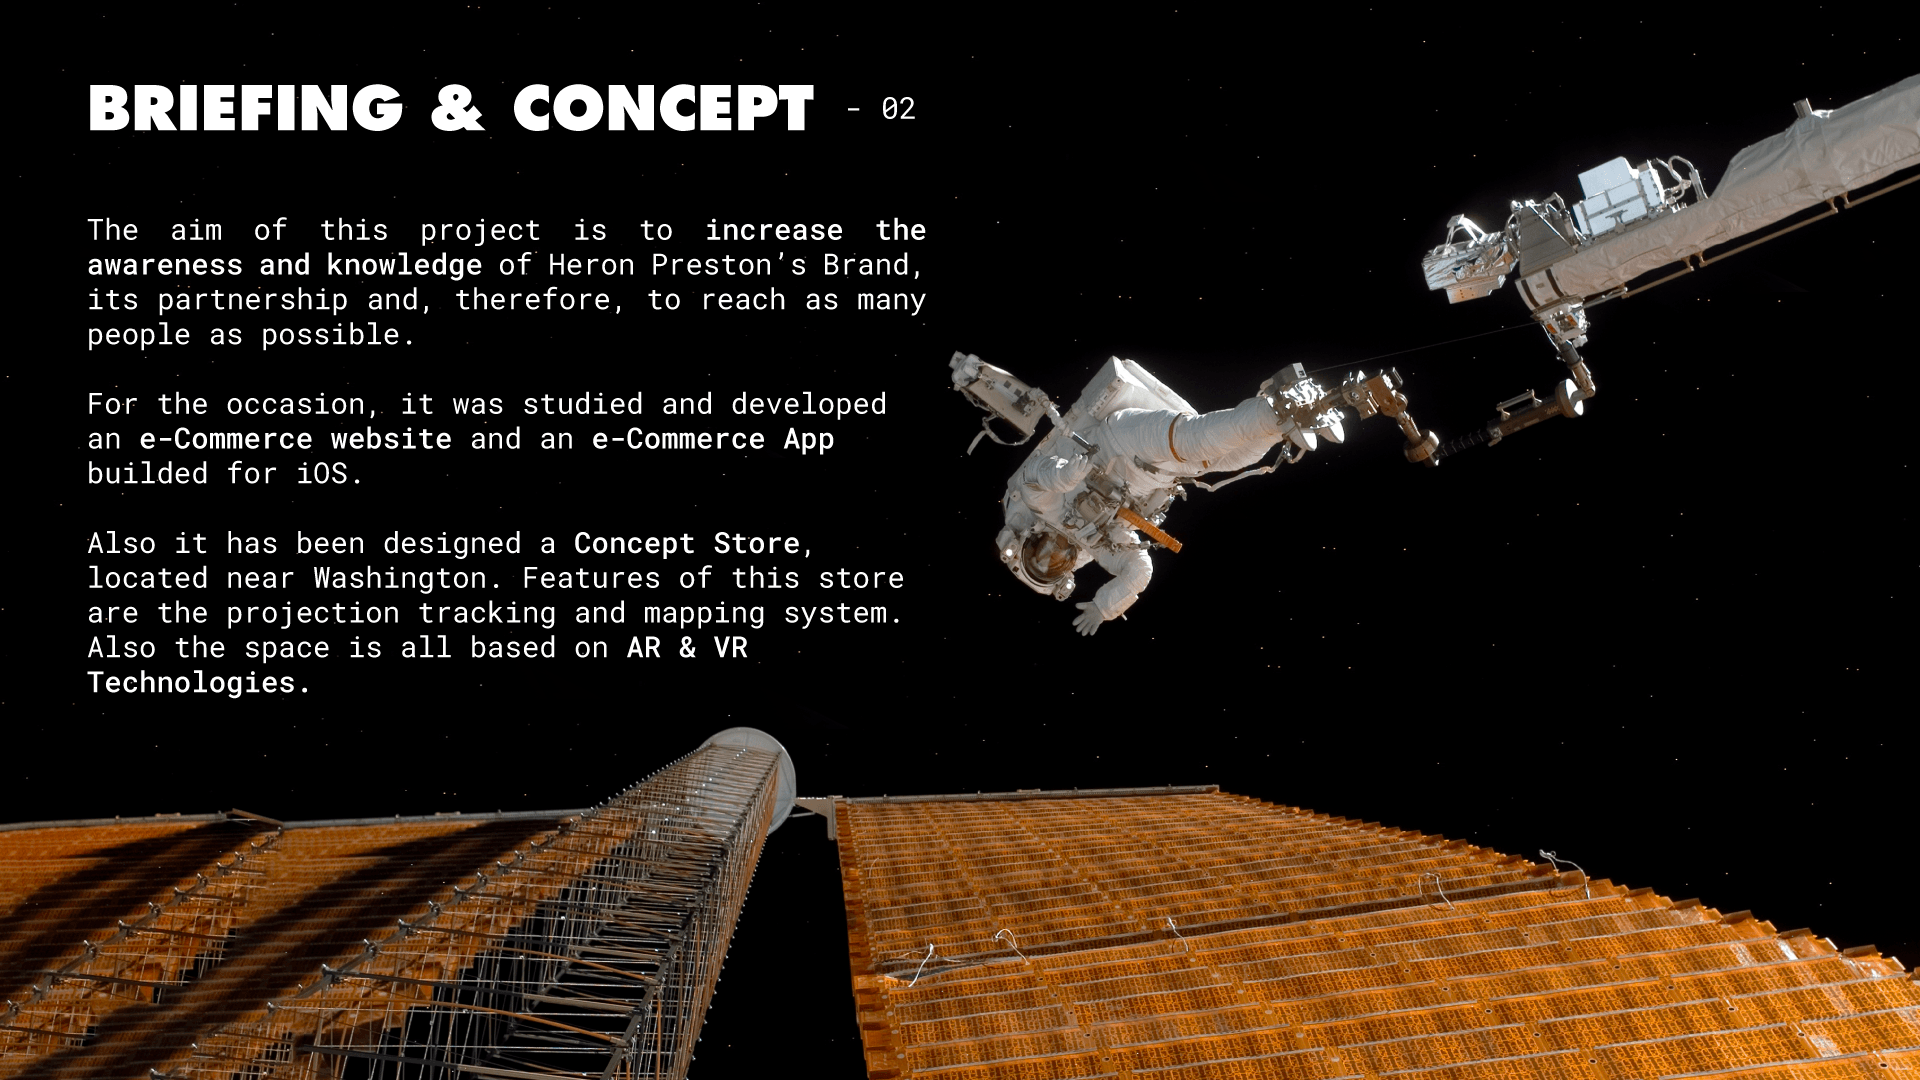 BRIEFING & CONCEPT - 02
The aim of this project is to increase the
awareness and knowledge of Heron Preston’s Brand,
its partnership and, therefore, to reach as many
people as possible.
For the occasion, it was studied and developed
an e-Commerce website and an e-Commerce App
builded for iOS.
Also it has been designed a Concept Store,
located near Washington. Features of this store
are the projection tracking and mapping system.
Also the space is all based on AR & VR
Technologies.